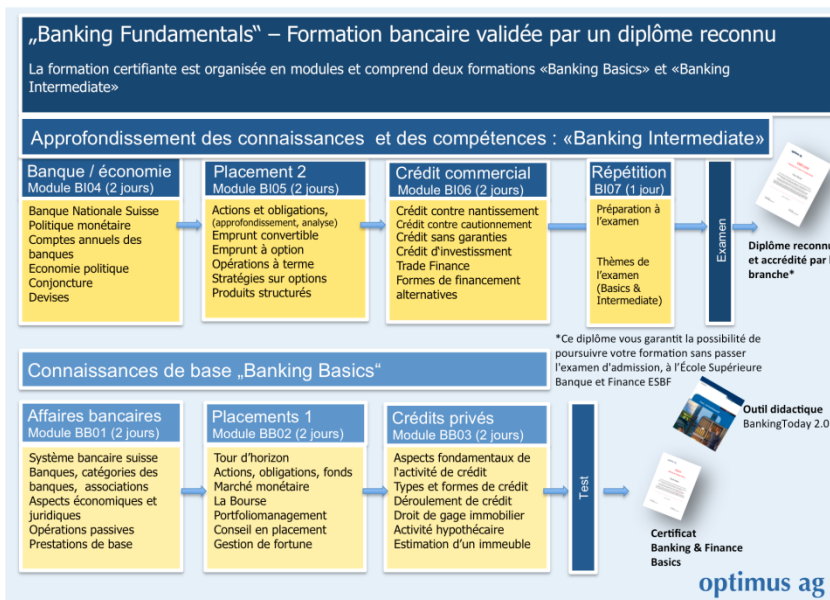 „Banking Fundamentals“ – Formation bancaire validée par un diplôme reconnu
La formation certifiante est organisée en modules et comprend deux formations «Banking Basics» et «Banking
Intermediate»
Approfondissement des connaissances et des compétences : «Banking Intermediate»
Banque / économie
Module BI04 (2 jours)
Banque Nationale Suisse
Politique monétaire
Comptes annuels des
banques
Economie politique
Conjoncture
Devises
Placement 2
Module BI05 (2 jours)
Actions et obligations,
(approfondissement, analyse)
Emprunt convertible
Emprunt à option
Opérations à terme
Stratégies sur options
Produits structurés
Crédit commercial
Module BI06 (2 jours)
Crédit contre nantissement
Crédit contre cautionnement
Crédit sans garanties
Crédit d'investissment
Trade Finance
Formes de financement
alternatives
Répétition
BI07 (1 jour)
Préparation à
l'examen
Thèmes de
l'examen
(Basics &
Intermediate)
Examen
Diplôme reconnu
et accrédité par l
branche*
*Ce diplôme vous garantit la possibilité de
poursuivre votre formation sans passer
l'examen d'admission, à l'École Supérieure
Banque et Finance ESBF
Connaissances de base „Banking Basics“
Affaires bancaires
Module BB01 (2 jours)
Système bancaire suisse
Banques, catégories des
banques, associations
Aspects économiques et
juridiques
Opérations passives
Prestations de base
Placements 1
Module BB02 (2 jours)
Tour d'horizon
Actions, obligations, fonds
Marché monétaire
La Bourse
Portfoliomanagement
Conseil en placement
Gestion de fortune
Crédits privés
Module BB03 (2 jours)
Aspects fondamentaux de
l'activité de crédit
Types et formes de crédit
Déroulement de crédit
Droit de gage immobilier
Activité hypothécaire
Estimation d'un immeuble
Test
Outil didactique
BankingToday 2.0
Certificat
Banking & Finance
Basics
optimus ag